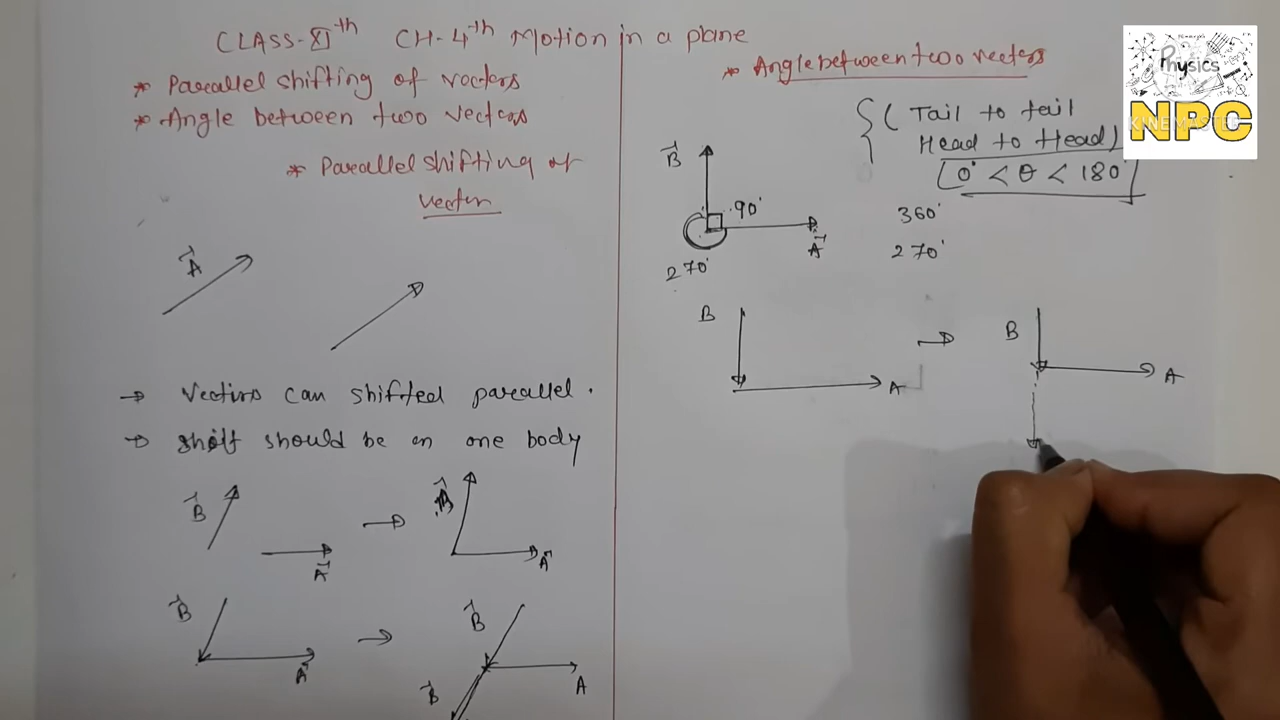 CLASS-XIth CH-4th Motion in a plane
* Parallel shifting of vectors
* Angle between two vectors
* Parallel shifting of
vector
A
→ Vectors can shifted parallel.
→ shift should be on one body
B
A
B
A
B
A
B
A
B
* Angle between two vectors
{ ( Tail to tail
Head to Head)
[0° < θ < 180°]
B
90°
A
270°
360°
270°
B
A
B
A
Physics
NPC